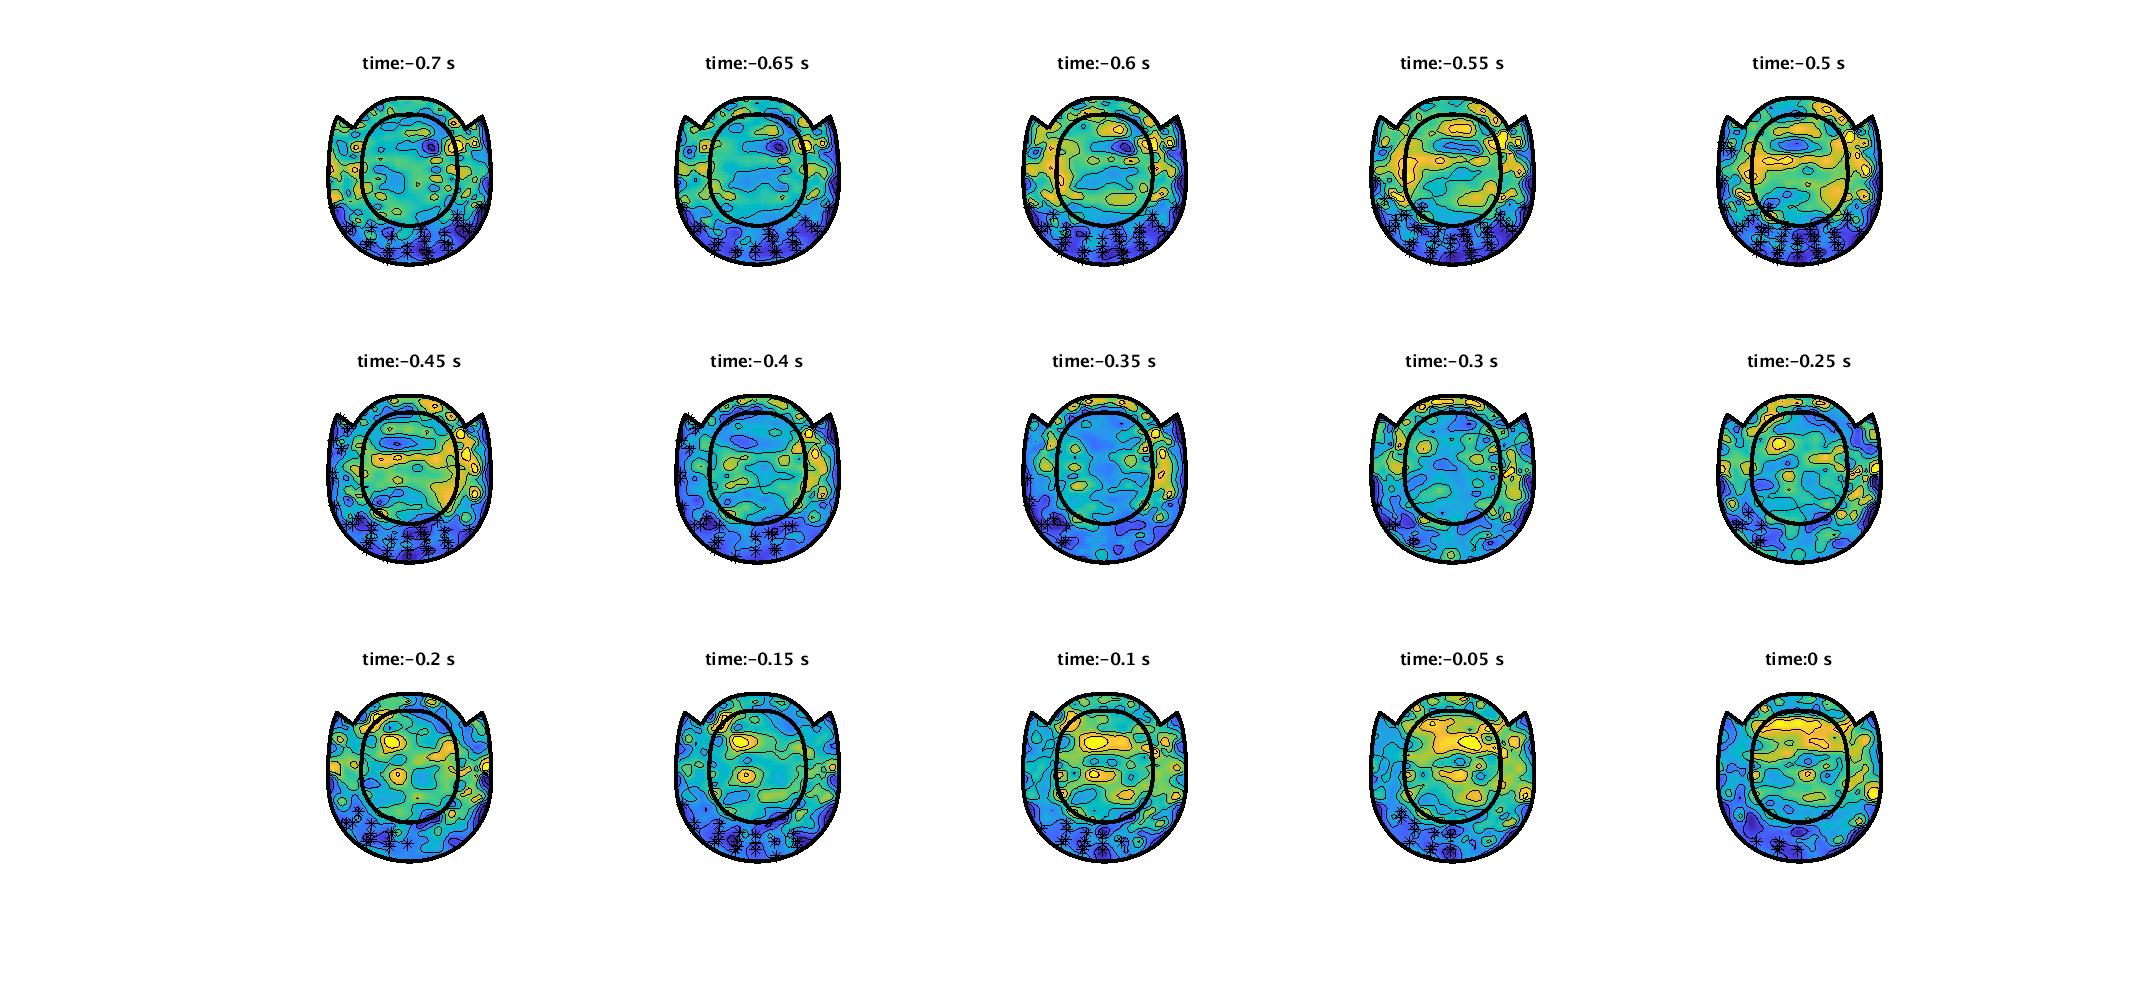 time:-0.7 s
time:-0.65 s
time:-0.6 s
time:-0.55 s
time:-0.5 s
time:-0.45 s
time:-0.4 s
time:-0.35 s
time:-0.3 s
time:-0.25 s
time:-0.2 s
time:-0.15 s
time:-0.1 s
time:-0.05 s
time:0 s